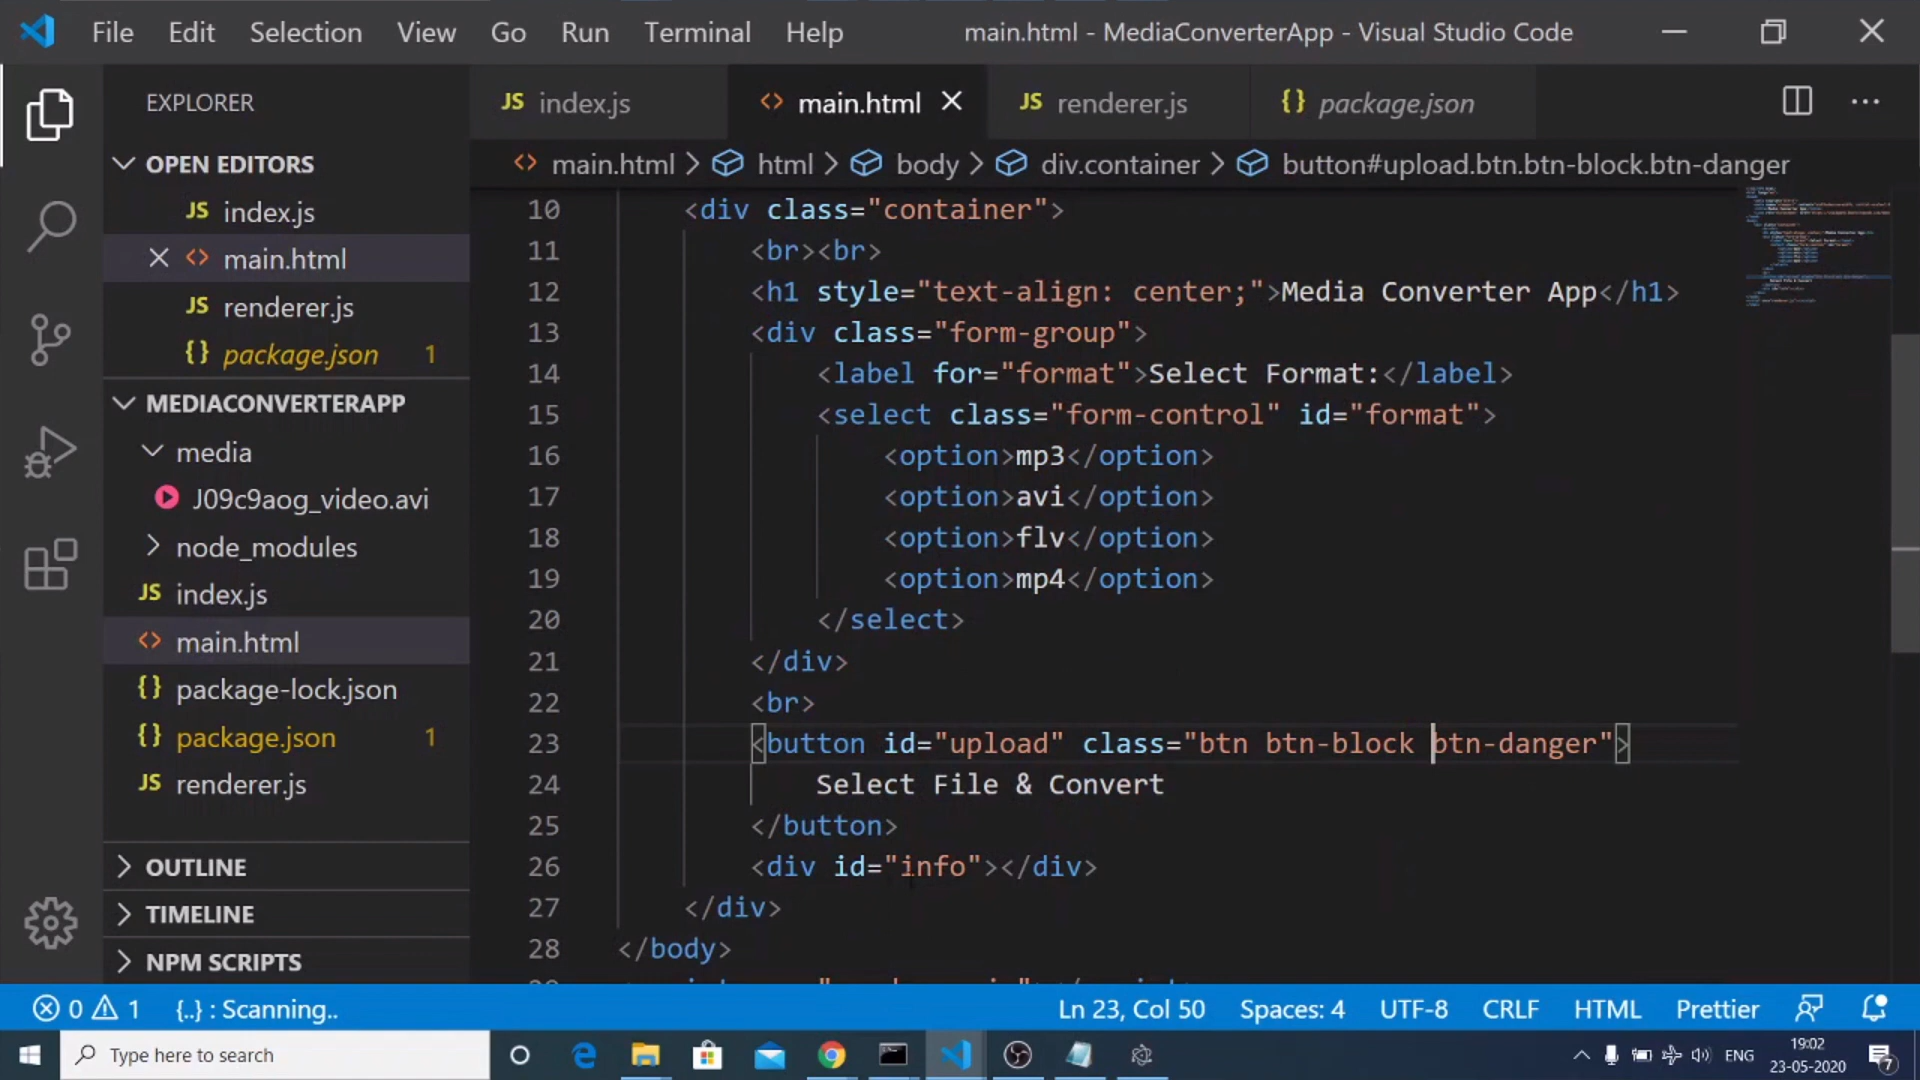 File Edit Selection View Go Run Terminal Help main.html - MediaConverterApp - Visual Studio Code
EXPLORER
JS index.js
<> main.html
JS renderer.js
{} package.json
OPEN EDITORS
main.html > html > body > div.container > button#upload.btn.btn-block.btn-danger
JS index.js
<> main.html
JS renderer.js
{} package.json 1
MEDIACONVERTERAPP
media
J09c9aog_video.avi
node_modules
JS index.js
<> main.html
{} package-lock.json
{} package.json 1
JS renderer.js
OUTLINE
TIMELINE
NPM SCRIPTS
10 <div class="container">
11 <br><br>
12 <h1 style="text-align: center;">Media Converter App</h1>
13 <div class="form-group">
14 <label for="format">Select Format:</label>
15 <select class="form-control" id="format">
16 <option>mp3</option>
17 <option>avi</option>
18 <option>flv</option>
19 <option>mp4</option>
20 </select>
21 </div>
22 <br>
23 <button id="upload" class="btn btn-block btn-danger">
24 Select File & Convert
25 </button>
26 <div id="info"></div>
27 </div>
28 </body>
0 1 {..} : Scanning.. Ln 23, Col 50 Spaces: 4 UTF-8 CRLF HTML Prettier
Type here to search
ENG
19:02
23-05-2020
7